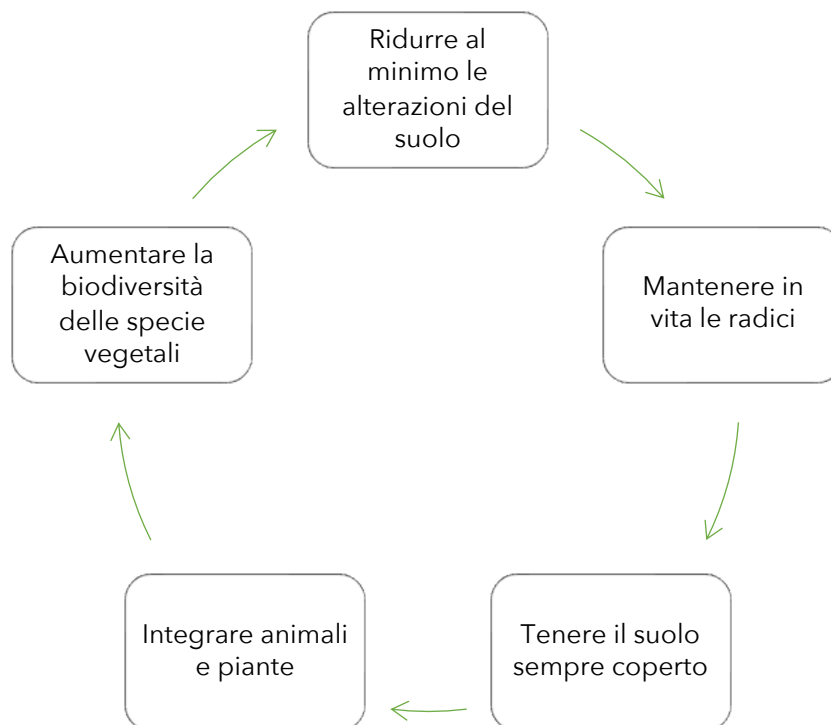 Ridurre al
minimo le
alterazioni del
suolo
Mantenere in
vita le radici
Tenere il suolo
sempre coperto
Integrare animali
e piante
Aumentare la
biodiversità
delle specie
vegetali